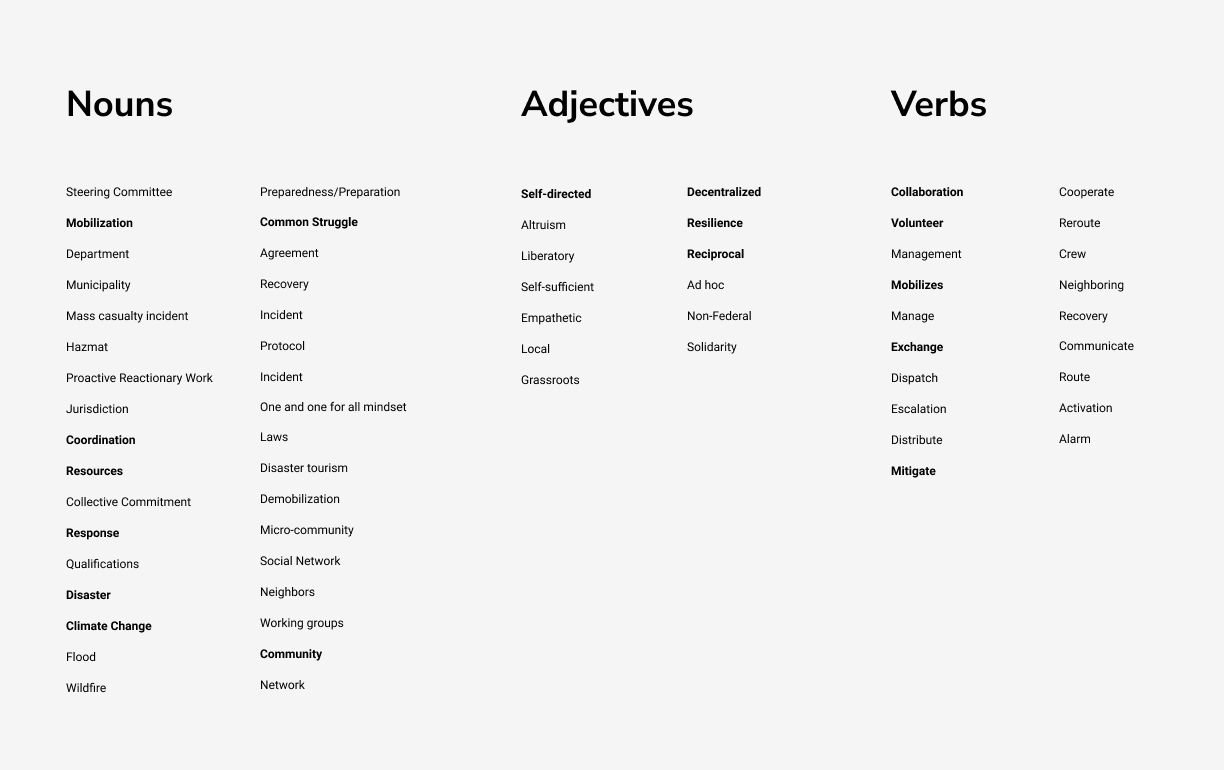 Nouns
Steering Committee
Mobilization
Department
Municipality
Mass casualty incident
Hazmat
Proactive Reactionary Work
Jurisdiction
Coordination
Resources
Collective Commitment
Response
Qualifications
Disaster
Climate Change
Flood
Wildfire
Preparedness/Preparation
Common Struggle
Agreement
Recovery
Incident
Protocol
Incident
One and one for all mindset
Laws
Disaster tourism
Demobilization
Micro-community
Social Network
Neighbors
Working groups
Community
Network
Adjectives
Self-directed
Altruism
Liberatory
Self-sufficient
Empathetic
Local
Grassroots
Decentralized
Resilience
Reciprocal
Ad hoc
Non-Federal
Solidarity
Verbs
Collaboration
Volunteer
Management
Mobilizes
Manage
Exchange
Dispatch
Escalation
Distribute
Mitigate
Cooperate
Reroute
Crew
Neighboring
Recovery
Communicate
Route
Activation
Alarm